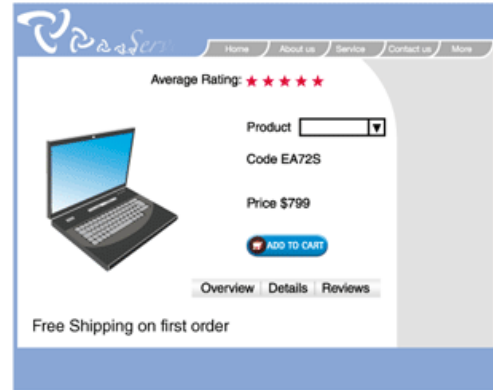 Home About us Service Contact us More
Average Rating:
Product
Code EA72S
Price $799
ADD TO CART
Overview Details Reviews
Free Shipping on first order